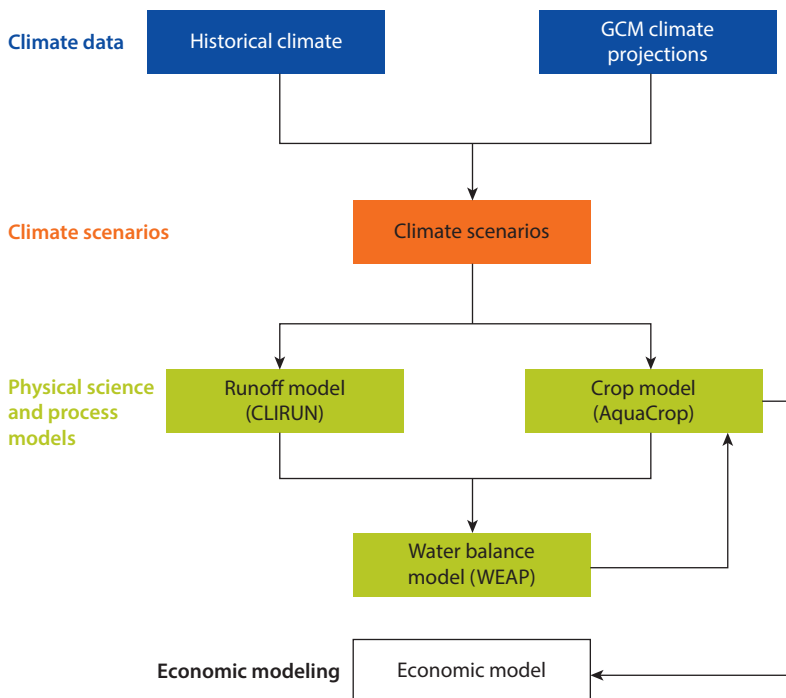 Climate data
Historical climate
GCM climate
projections
Climate scenarios
Climate scenarios
Physical science
and process
models
Runoff model
(CLIRUN)
Crop model
(AquaCrop)
Water balance
model (WEAP)
Economic modeling
Economic model